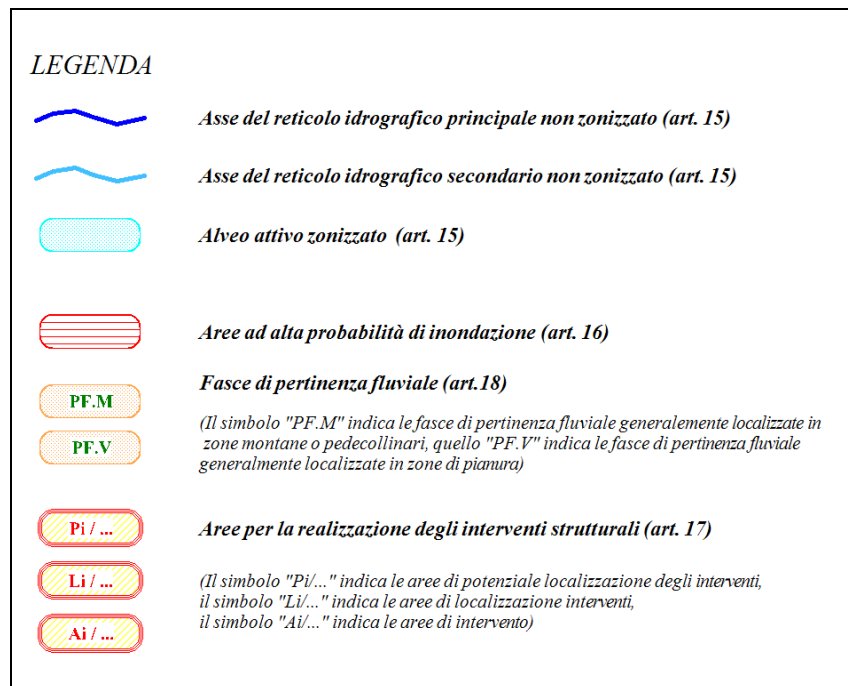 LEGENDA
Asse del reticolo idrografico principale non zonizzato (art. 15)
Asse del reticolo idrografico secondario non zonizzato (art. 15)
Alveo attivo zonizzato (art. 15)
Aree ad alta probabilità di inondazione (art. 16)
Fasce di pertinenza fluviale (art.18)
PF.M
(Il simbolo "PF.M" indica le fasce di pertinenza fluviale generalemente localizzate in
zone montane o pedecollinari, quello "PF.V" indica le fasce di pertinenza fluviale
PF.V
generalmente localizzate in zone di pianura)
Pi / ...
Aree per la realizzazione degli interventi strutturali (art. 17)
Li / ...
(Il simbolo "Pi/..." indica le aree di potenziale localizzazione degli interventi,
il simbolo "Li/..." indica le aree di localizzazione interventi,
il simbolo "Ai/..." indica le aree di intervento)
Ai / ...